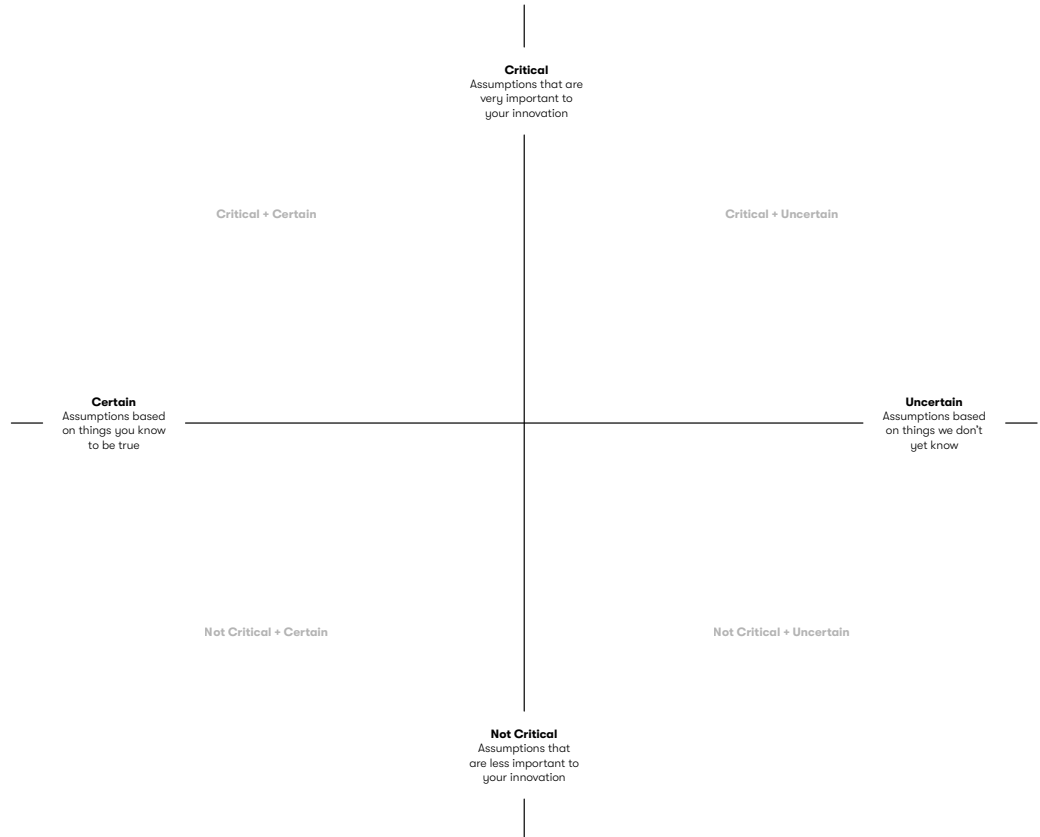 Critical
Assumptions that are
very important to
your innovation
Critical + Certain
Critical + Uncertain
Certain
Assumptions based
on things you know
to be true
Uncertain
Assumptions based
on things we don't
yet know
Not Critical + Certain
Not Critical + Uncertain
Not Critical
Assumptions that
are less important to
your innovation